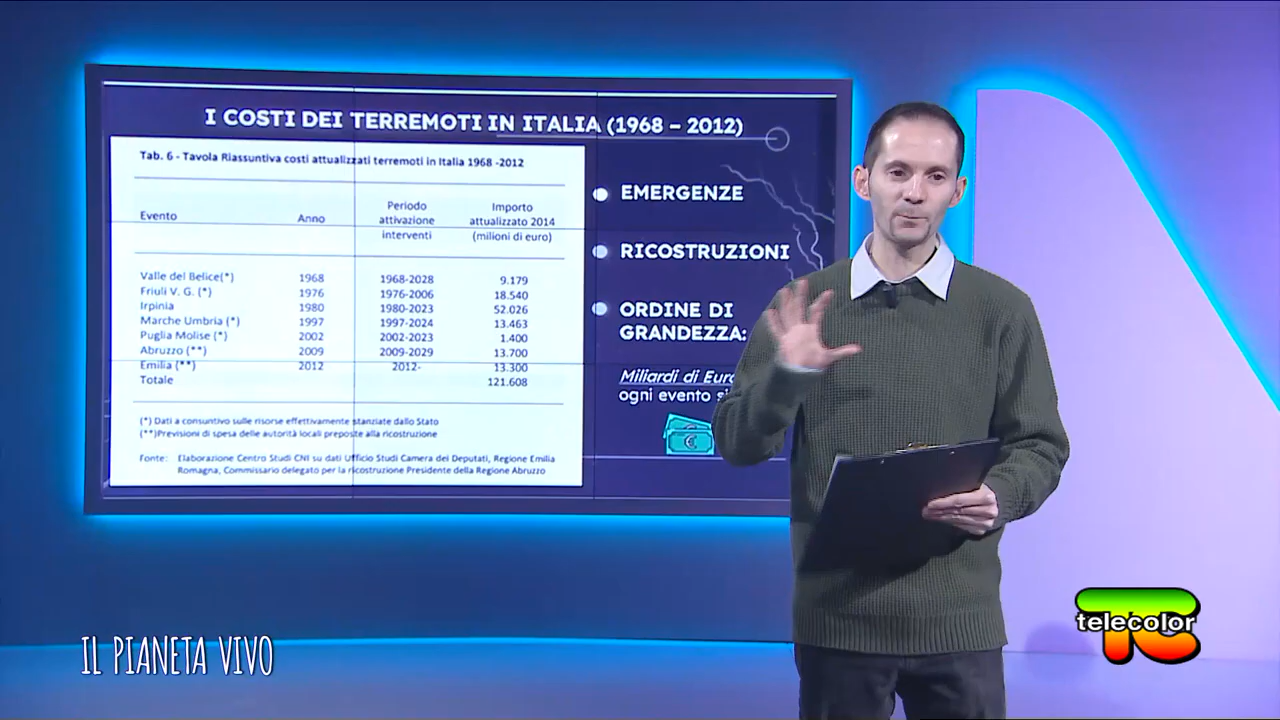 I COSTI DEI TERREMOTI IN ITALIA (1968 – 2012)
Tab. 6 - Tavola Riassuntiva costi attualizzati terremoti in Italia 1968 -2012
Evento Anno Periodo attivazione interventi Importo attualizzato 2014 (milioni di euro)
Valle del Belice(*) 1968 1968-2028 9.179
Friuli V. G. (*) 1976 1976-2006 18.540
Irpinia 1980 1980-2023 52.026
Marche Umbria (*) 1997 1997-2024 13.463
Puglia Molise (*) 2002 2002-2023 1.400
Abruzzo (**) 2009 2009-2029 13.700
Emilia (**) 2012 2012- 13.300
Totale 121.608
(*) Dati a consuntivo sulle risorse effettivamente stanziate dallo Stato
(**)Previsioni di spesa delle autorità locali preposte alla ricostruzione
Fonte: Elaborazione Centro Studi CNI su dati Ufficio Studi Camera dei Deputati, Regione Emilia
Romagna, Commissario delegato per la ricostruzione Presidente della Regione Abruzzo
EMERGENZE
RICOSTRUZIONI
ORDINE DI
GRANDEZZA:
Miliardi di Euro
ogni evento
IL PIANETA VIVO
telecolor
TC